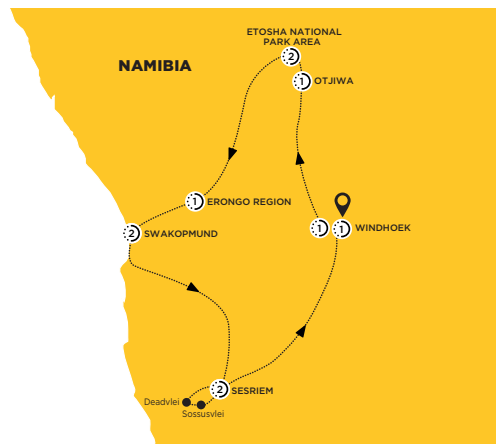 ETOSHA NATIONAL
PARK AREA
2
NAMIBIA
1 OTJIWA
1 ERONGO REGION
2 SWAKOPMUND
1 1 WINDHOEK
2 SESRIEM
Deadvlei
Sossusvlei